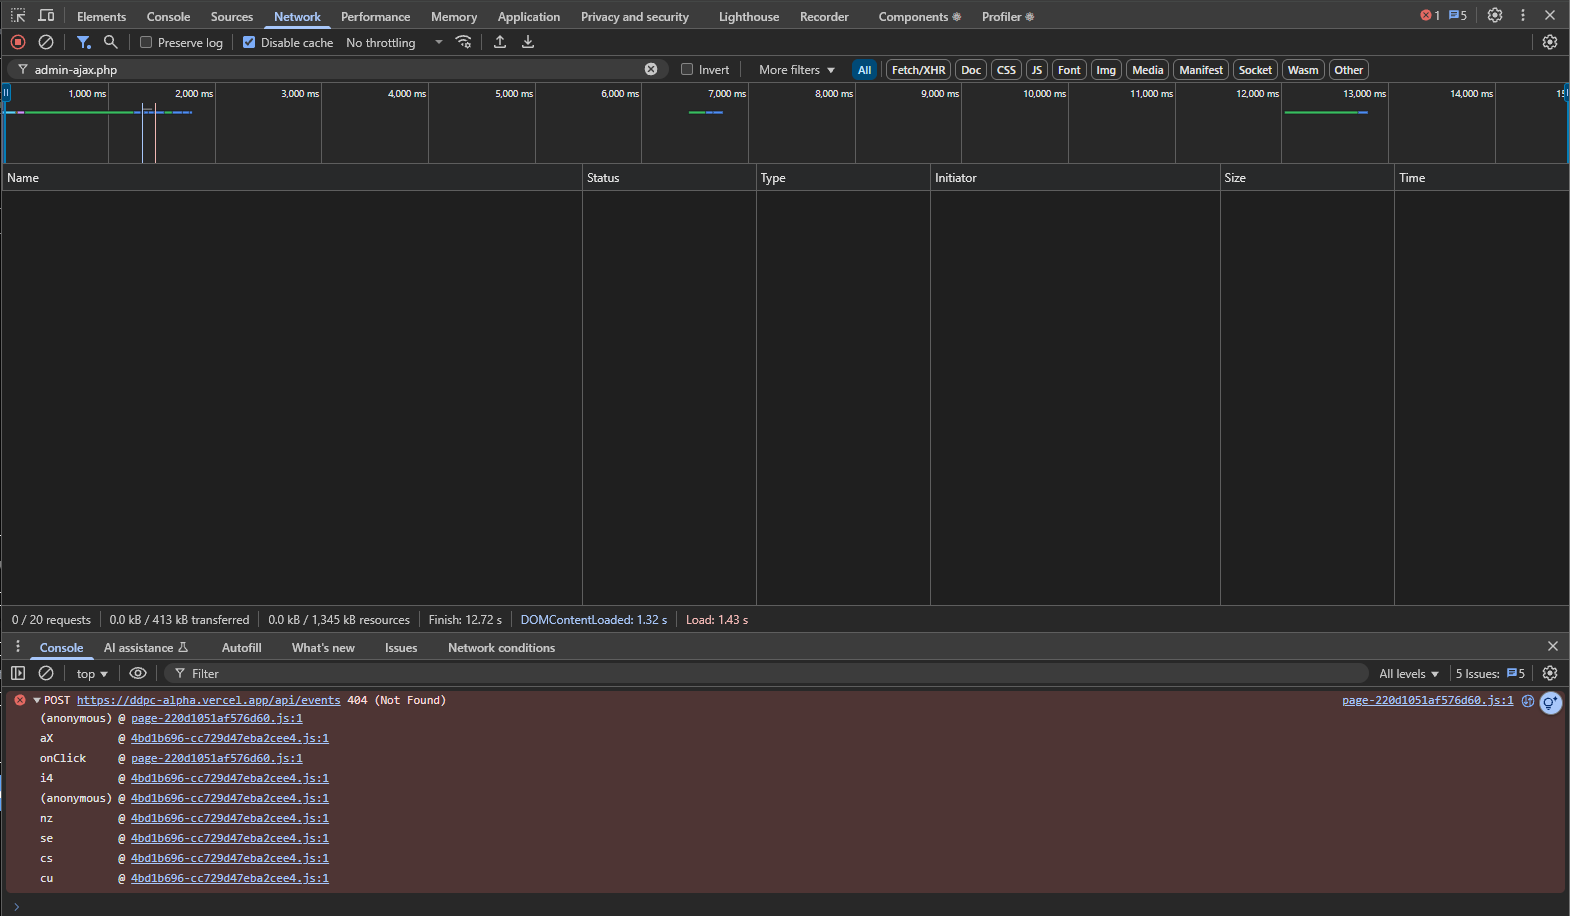 Elements Console Sources Network Performance Memory Application Privacy and security Lighthouse Recorder Components Profiler 1 5
Preserve log Disable cache No throttling
admin-ajax.php Invert More filters All Fetch/XHR Doc CSS JS Font Img Media Manifest Socket Wasm Other
1,000 ms 2,000 ms 3,000 ms 4,000 ms 5,000 ms 6,000 ms 7,000 ms 8,000 ms 9,000 ms 10,000 ms 11,000 ms 12,000 ms 13,000 ms 14,000 ms
Name Status Type Initiator Size Time
0 / 20 requests 0.0 kB / 413 kB transferred 0.0 kB / 1,345 kB resources Finish: 12.72 s DOMContentLoaded: 1.32 s Load: 1.43 s
Console AI assistance Autofill What's new Issues Network conditions
top Filter All levels 5 Issues: 5
POST https://ddpc-alpha.vercel.app/api/events 404 (Not Found) page-220d1051af576d60.js:1
(anonymous) @ page-220d1051af576d60.js:1
aX @ 4bd1b696-cc729d47eba2cee4.js:1
onClick @ page-220d1051af576d60.js:1
i4 @ 4bd1b696-cc729d47eba2cee4.js:1
(anonymous) @ 4bd1b696-cc729d47eba2cee4.js:1
nz @ 4bd1b696-cc729d47eba2cee4.js:1
se @ 4bd1b696-cc729d47eba2cee4.js:1
cs @ 4bd1b696-cc729d47eba2cee4.js:1
cu @ 4bd1b696-cc729d47eba2cee4.js:1